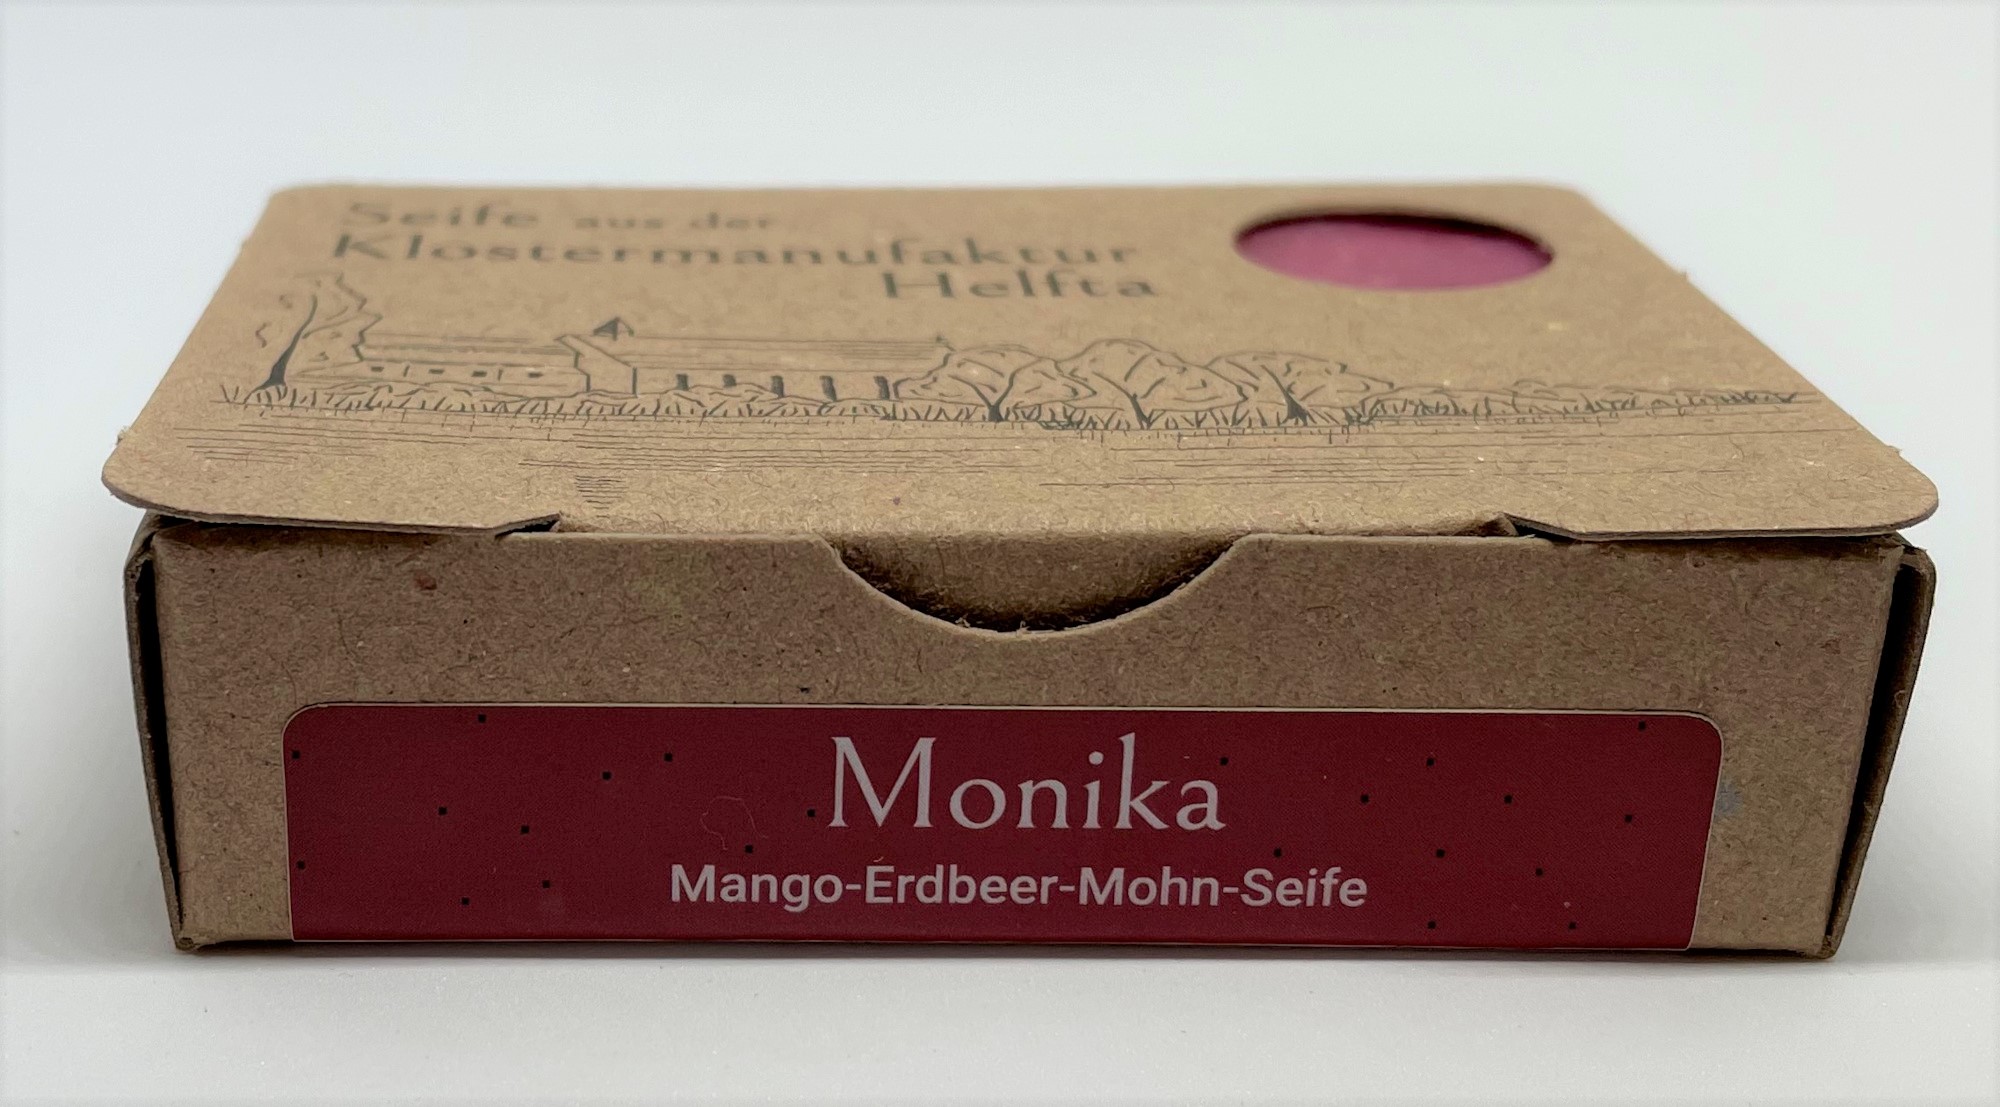 Seife aus der
Klostermanufaktur
Helfta
Monika
Mango-Erdbeer-Mohn-Seife